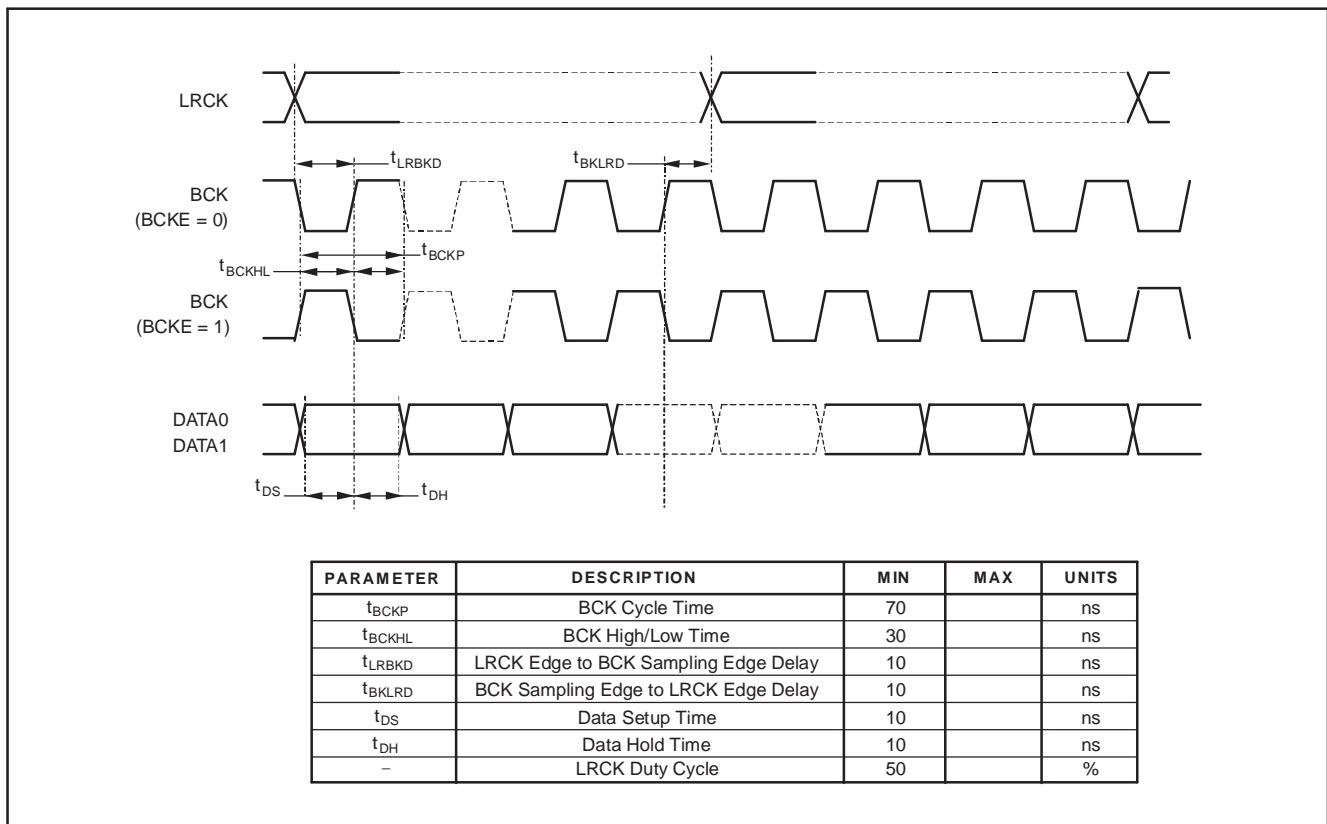 LRCK
tLRBKD
tBKLRD
BCK
(BCKE = 0)
tBCKP
tBCKHL
BCK
(BCKE = 1)
DATA0
DATA1
tDS
tDH
PARAMETER DESCRIPTION MIN MAX UNITS
tBCKP BCK Cycle Time 70 ns
tBCKHL BCK High/Low Time 30 ns
tLRBKD LRCK Edge to BCK Sampling Edge Delay 10 ns
tBKLRD BCK Sampling Edge to LRCK Edge Delay 10 ns
tDS Data Setup Time 10 ns
tDH Data Hold Time 10 ns
– LRCK Duty Cycle 50 %